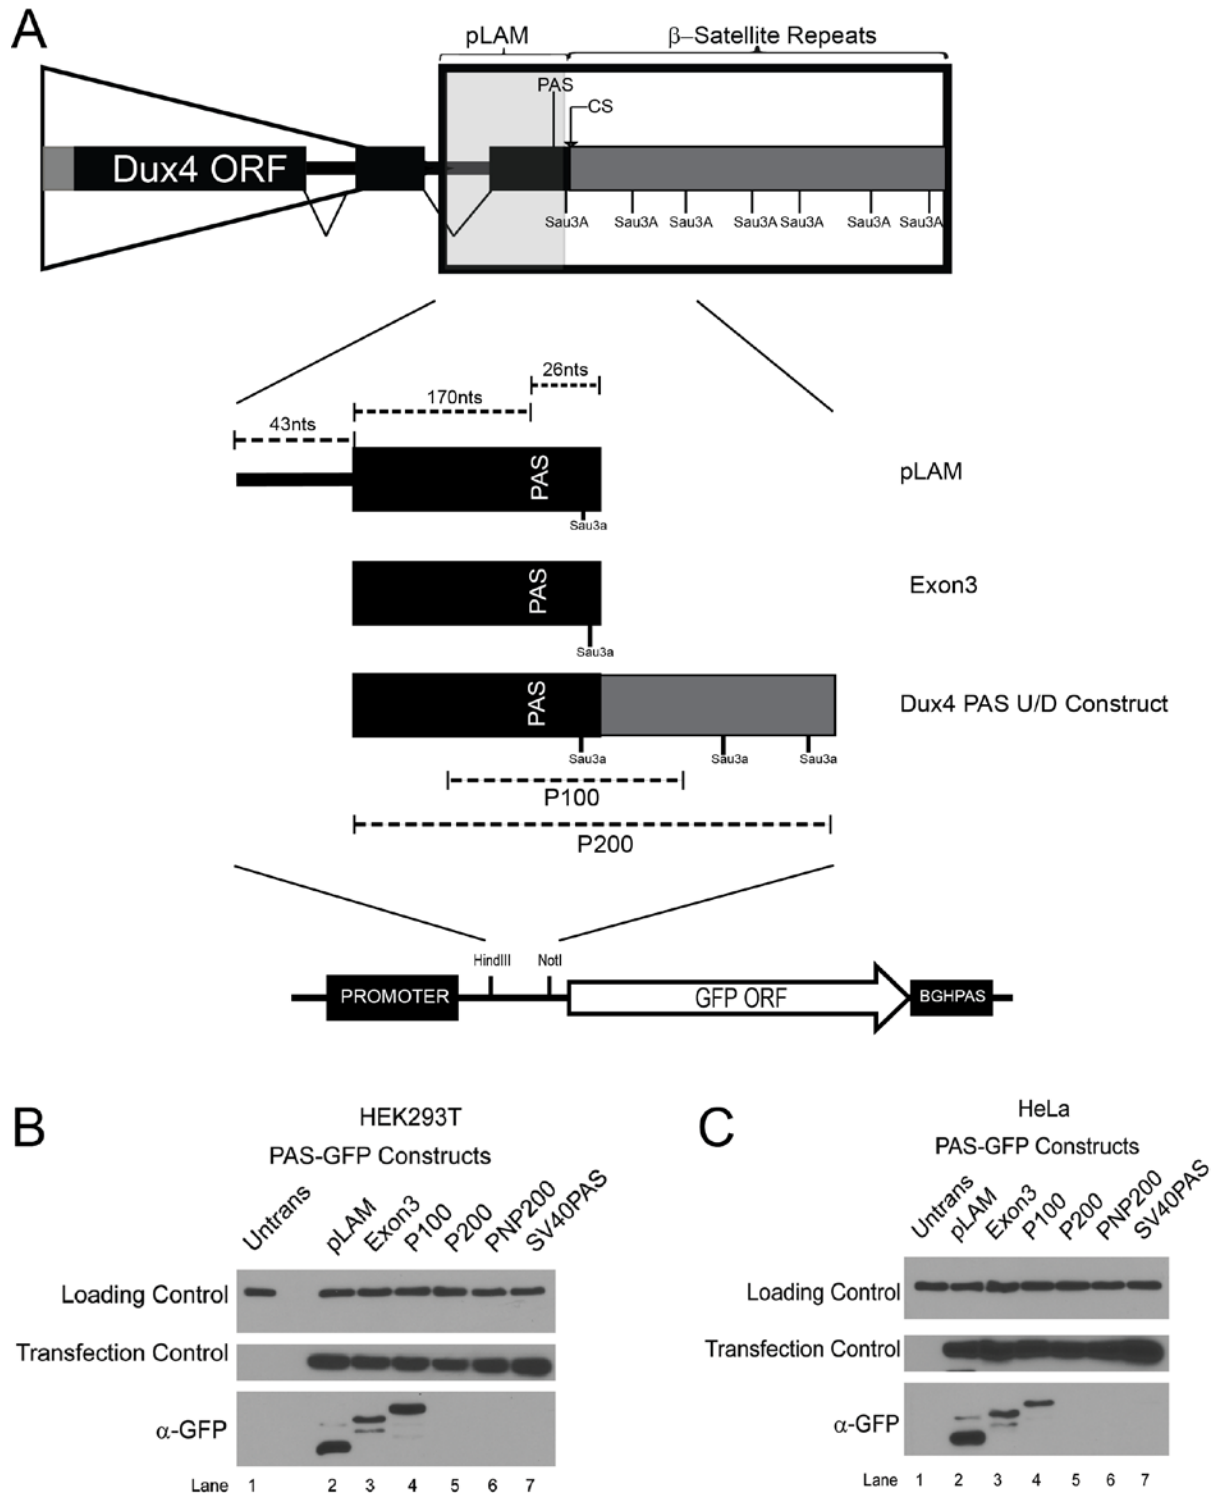 A
pLAM
β–Satellite Repeats
PAS
CS
Dux4 ORF
Sau3A Sau3A Sau3A Sau3A Sau3A Sau3A Sau3A
26nts
170nts
43nts
PAS
pLAM
Sau3a
PAS
Exon3
Sau3a
PAS
Dux4 PAS U/D Construct
Sau3a Sau3a Sau3a
P100
P200
HindIII NotI
PROMOTER GFP ORF BGHPAS
B
HEK293T
PAS-GFP Constructs
Untrans pLAM Exon3 P100 P200 PNP200 SV40PAS
Loading Control
Transfection Control
α-GFP
Lane 1 2 3 4 5 6 7
C
HeLa
PAS-GFP Constructs
Untrans pLAM Exon3 P100 P200 PNP200 SV40PAS
Loading Control
Transfection Control
α-GFP
Lane 1 2 3 4 5 6 7